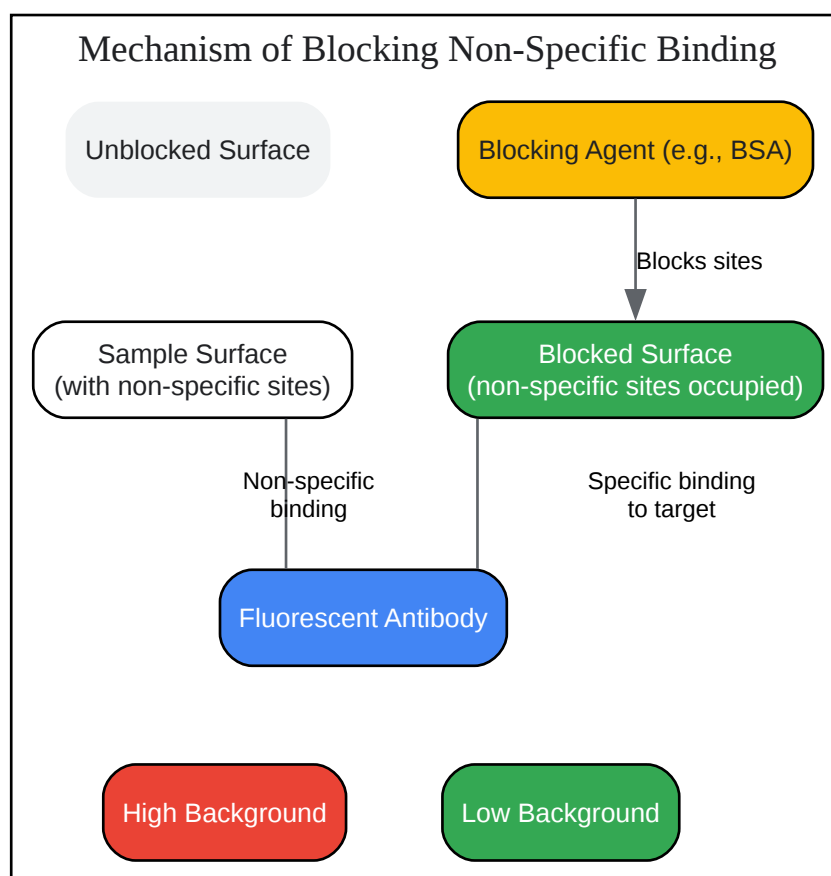 Mechanism of Blocking Non-Specific Binding
Unblocked Surface
Blocking Agent (e.g., BSA)
Blocks sites
Sample Surface
(with non-specific sites)
Blocked Surface
(non-specific sites occupied)
Non-specific
binding
Specific binding
to target
Fluorescent Antibody
High Background
Low Background